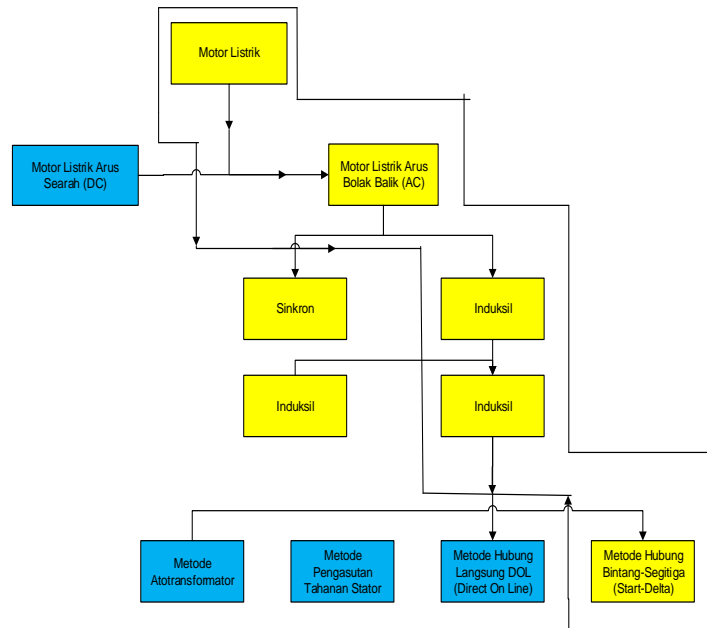 Motor Listrik
Motor Listrik Arus
Searah (DC)
Motor Listrik Arus
Bolak Balik (AC)
Sinkron
Induksil
Induksil
Induksil
Metode
Atotransformator
Metode
Pengasutan
Tahanan Stator
Metode Hubung
Langsung DOL
(Direct On Line)
Metode Hubung
Bintang-Segitiga
(Start-Delta)